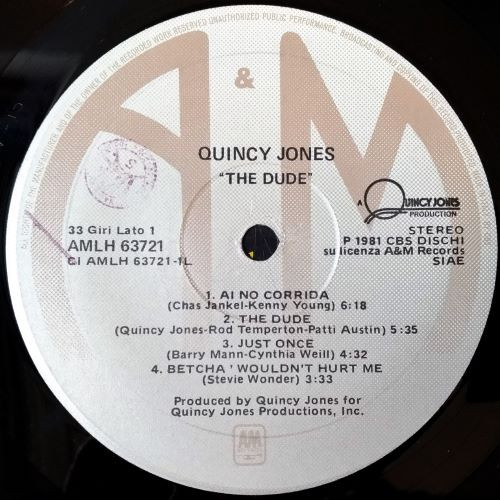 A & M
QUINCY JONES
"THE DUDE"
A QUINCY JONES
PRODUCTION
33 Giri Lato 1
AMLH 63721
CI AMLH 63721-1L
STEREO
P 1981 CBS DISCHI
su licenza A&M Records
SIAE
1. AI NO CORRIDA
(Chas Jankel-Kenny Young) 6:18
2. THE DUDE
(Quincy Jones-Rod Temperton-Patti Austin) 5:35
3. JUST ONCE
(Barry Mann-Cynthia Weill) 4:32
4. BETCHA' WOULDN'T HURT ME
(Stevie Wonder) 3:33
Produced by Quincy Jones for
Quincy Jones Productions, Inc.
A&M